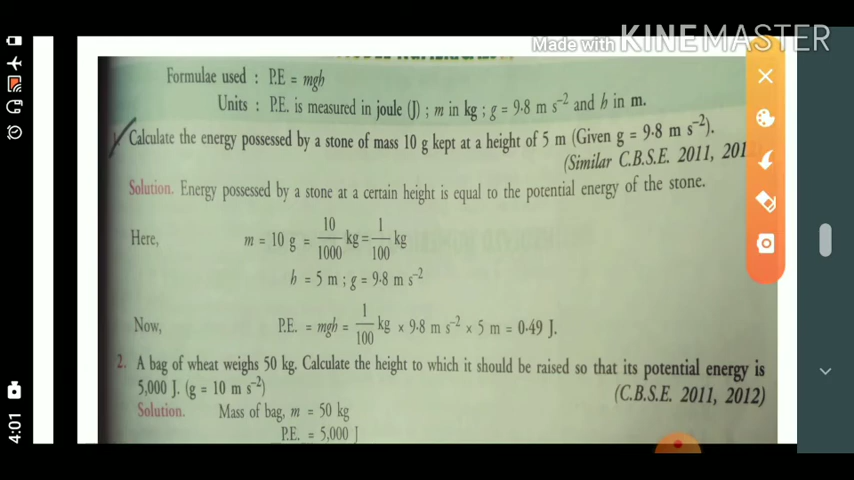 Made with KINEMASTER
Formulae used : P.E = mgh
Units : P.E. is measured in joule (J) ; m in kg ; g = 9·8 m s⁻² and h in m.
Calculate the energy possessed by a stone of mass 10 g kept at a height of 5 m (Given g = 9·8 m s⁻²).
(Similar C.B.S.E. 2011,
Solution. Energy possessed by a stone at a certain height is equal to the potential energy of the stone.
Here, m = 10 g = 10/1000 kg = 1/100 kg
h = 5 m ; g = 9·8 m s⁻²
Now, P.E. = mgh = 1/100 kg × 9·8 m s⁻² × 5 m = 0·49 J.
2. A bag of wheat weighs 50 kg. Calculate the height to which it should be raised so that its potential energy is
5,000 J. (g = 10 m s⁻²)
(C.B.S.E. 2011, 2012)
Solution. Mass of bag, m = 50 kg
P.E. = 5,000 J
4:01